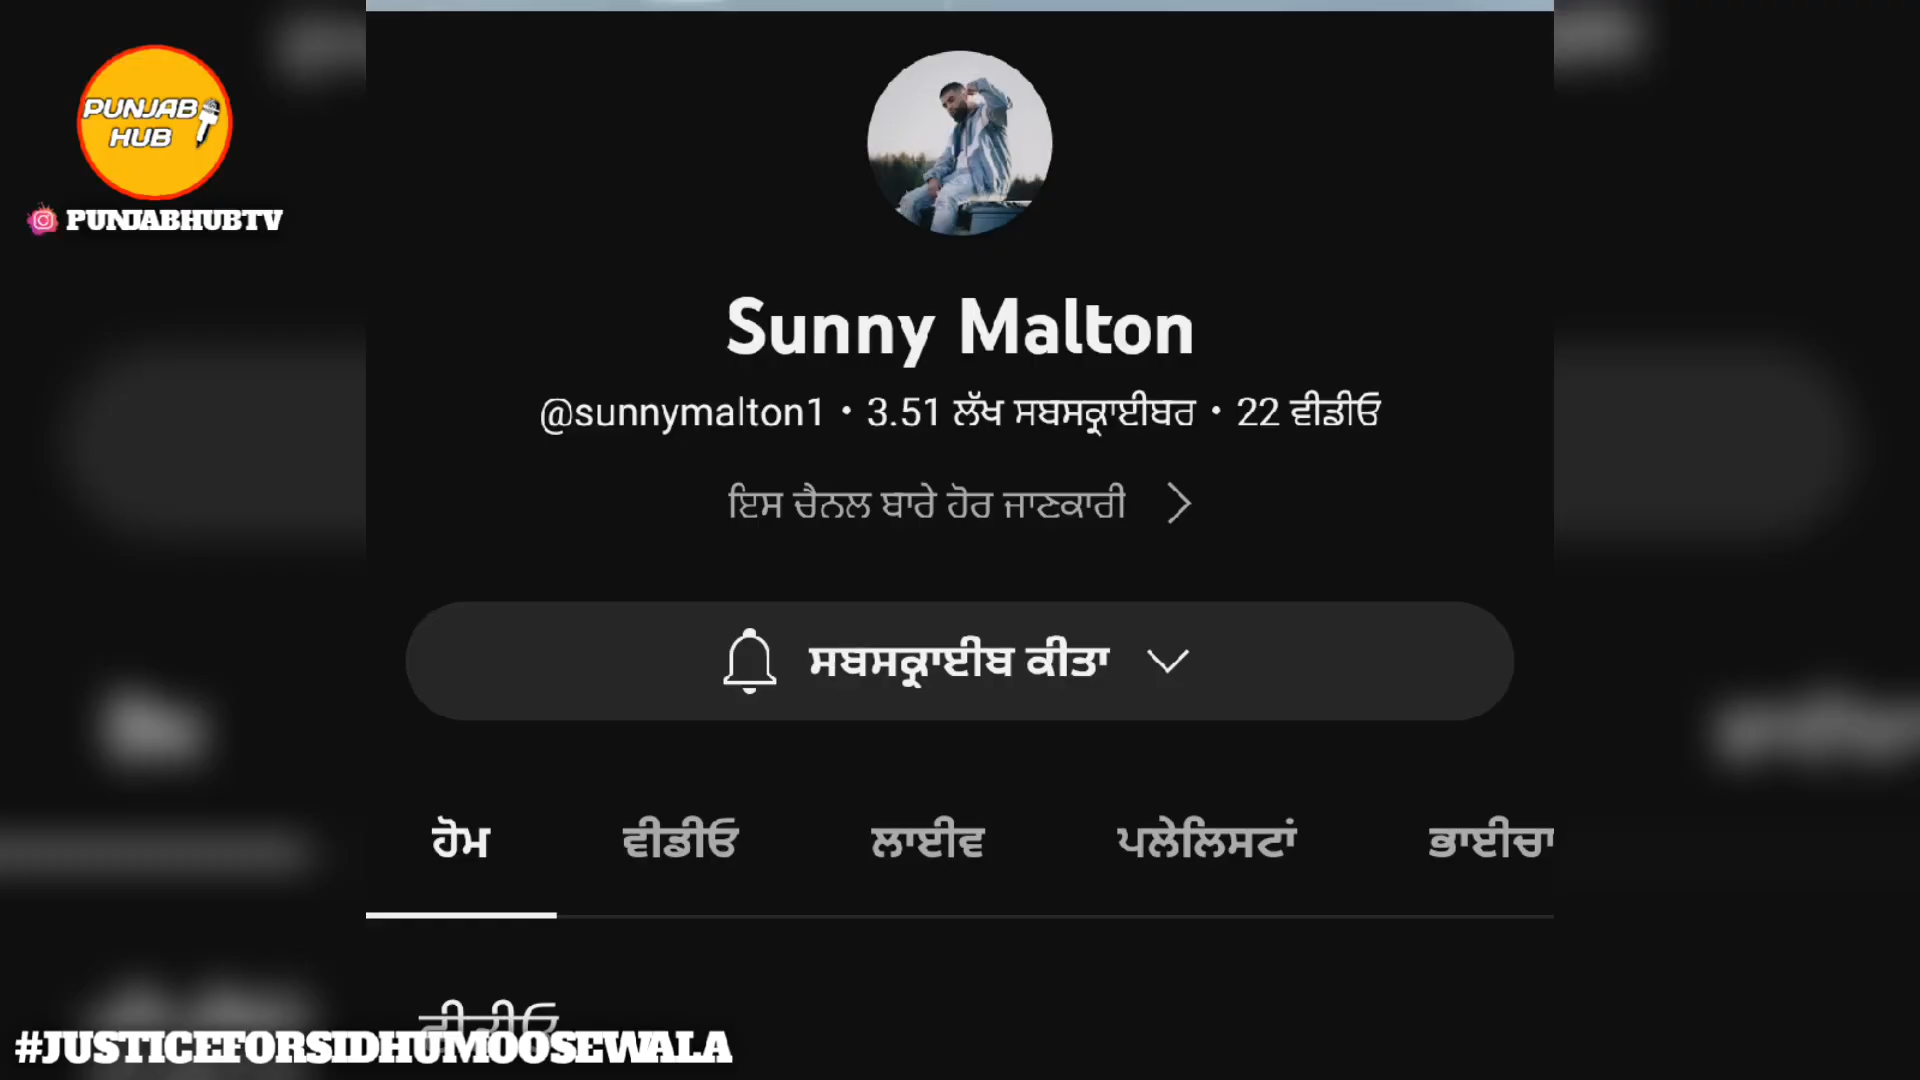 PUNJAB
HUB
PUNJABHUBTV
Sunny Malton
@sunnymalton1 • 3.51 ਲੱਖ ਸਬਸਕ੍ਰਾਈਬਰ • 22 ਵੀਡੀਓ
ਇਸ ਚੈਨਲ ਬਾਰੇ ਹੋਰ ਜਾਣਕਾਰੀ
ਸਬਸਕ੍ਰਾਈਬ ਕੀਤਾ
ਹੋਮ ਵੀਡੀਓ ਲਾਈਵ ਪਲੇਲਿਸਟਾਂ ਭਾਈਚਾ
ਵੀਡੀਓ
#JUSTICEFORSIDHUMOOSEWALA